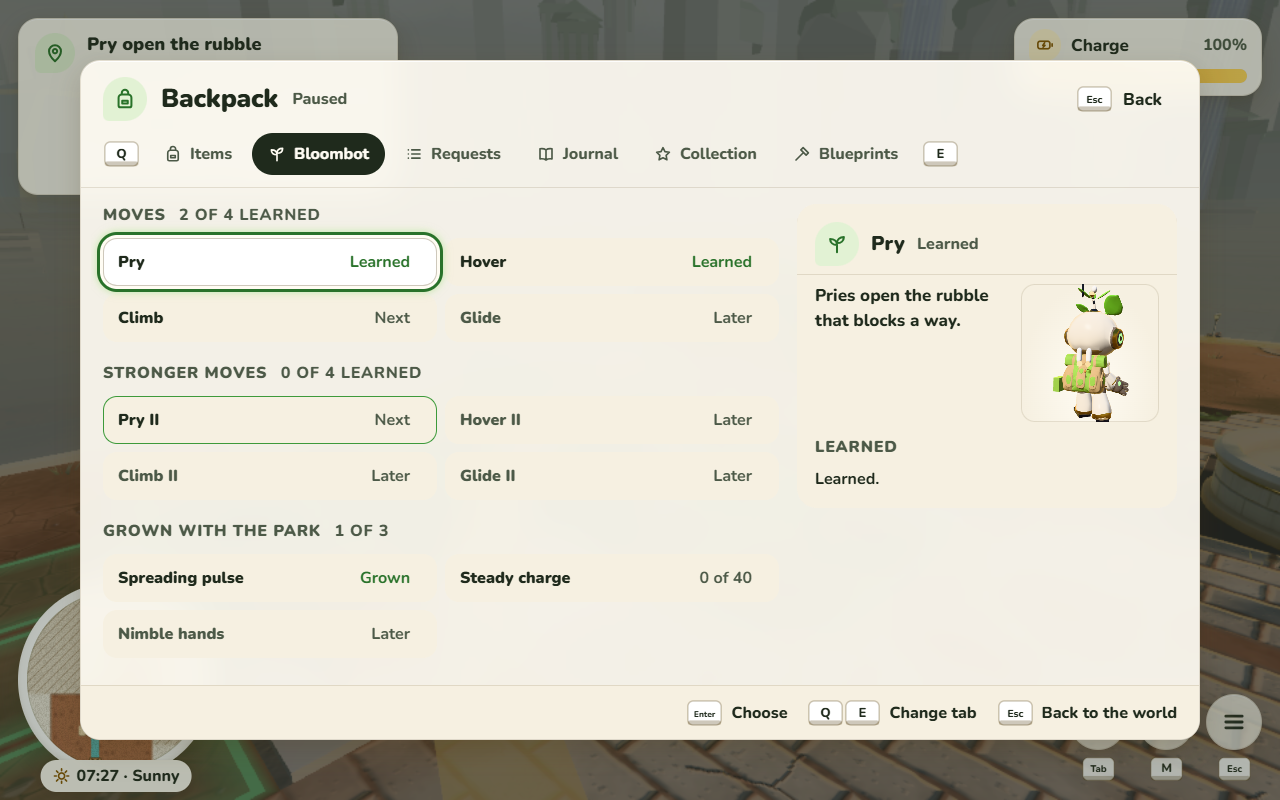 Pry open the rubble
Charge 100%
Backpack Paused
Esc Back
Q Items Bloombot Requests Journal Collection Blueprints E
MOVES 2 OF 4 LEARNED
Pry Learned
Hover Learned
Climb Next
Glide Later
STRONGER MOVES 0 OF 4 LEARNED
Pry II Next
Hover II Later
Climb II Later
Glide II Later
GROWN WITH THE PARK 1 OF 3
Spreading pulse Grown
Steady charge 0 of 40
Nimble hands Later
Pry Learned
Pries open the rubble
that blocks a way.
LEARNED
Learned.
Enter Choose Q E Change tab Esc Back to the world
07:27 · Sunny
Tab M Esc